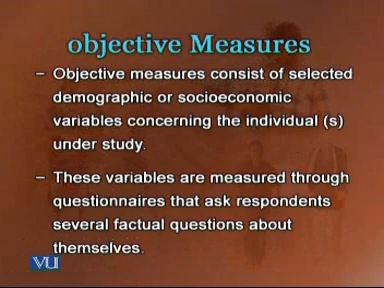 objective Measures
– Objective measures consist of selected
demographic or socioeconomic
variables concerning the individual (s)
under study.
– These variables are measured through
questionnaires that ask respondents
several factual questions about
themselves.
VU